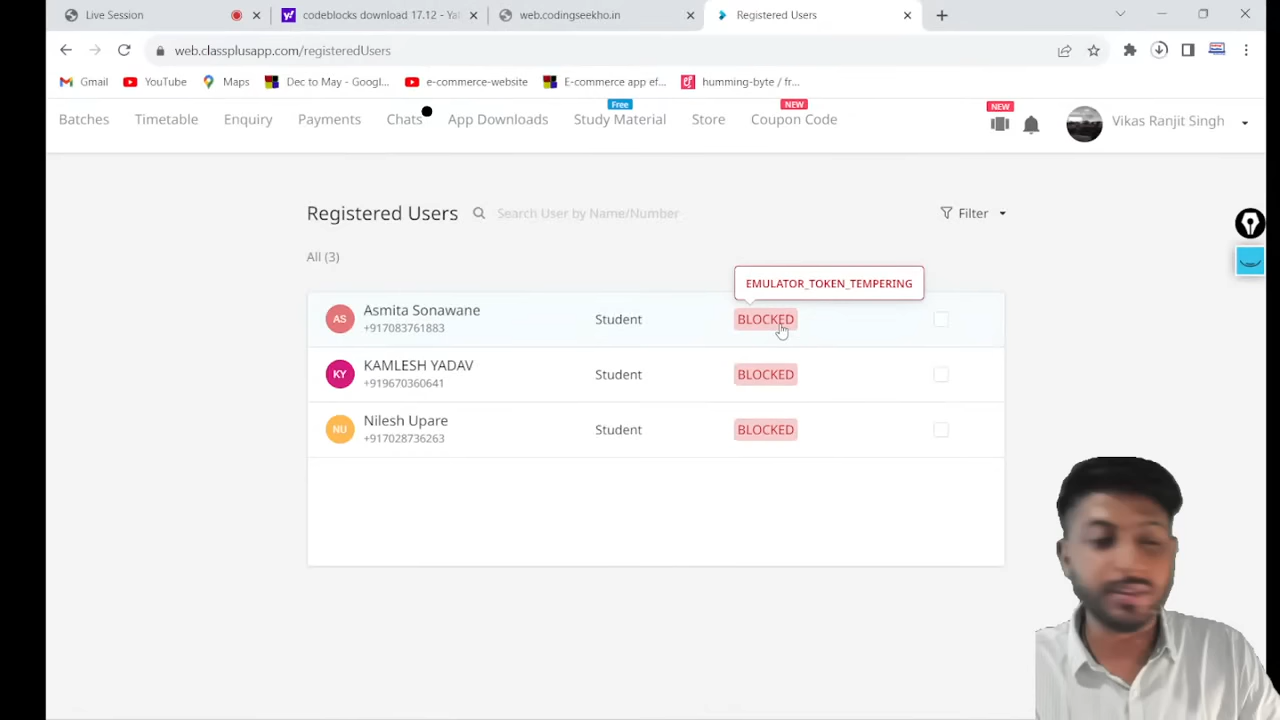 Live Session
codeblocks download 17.12 - Yal
web.codingseekho.in
Registered Users
web.classplusapp.com/registeredUsers
Gmail
YouTube
Maps
Dec to May - Googl...
e-commerce-website
E-commerce app ef...
humming-byte / fr...
Batches
Timetable
Enquiry
Payments
Chats
App Downloads
Free
Study Material
Store
NEW
Coupon Code
NEW
Vikas Ranjit Singh
Registered Users
Search User by Name/Number
Filter
All (3)
EMULATOR_TOKEN_TEMPERING
AS
Asmita Sonawane
+917083761883
Student
BLOCKED
KY
KAMLESH YADAV
+919670360641
Student
BLOCKED
NU
Nilesh Upare
+917028736263
Student
BLOCKED